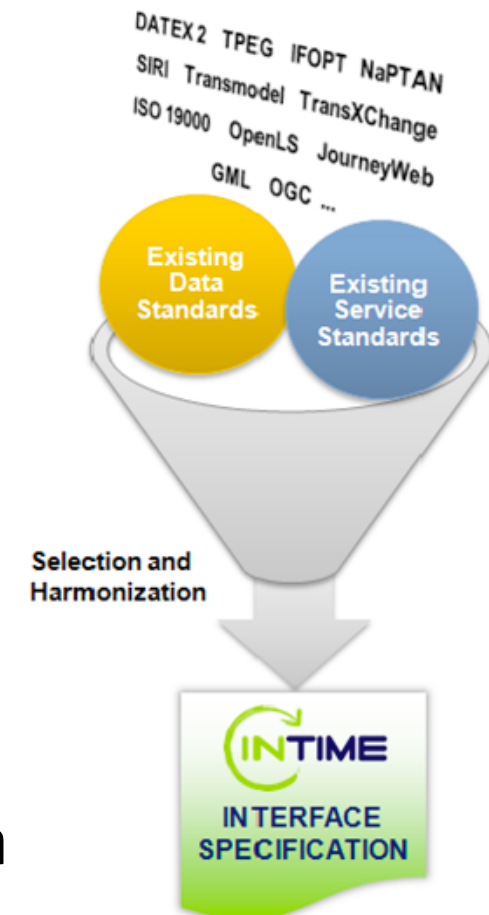 DATEX 2 TPEG IFOPT NaPTAN
SIRI Transmodel TransXChange
ISO 19000 OpenLS JourneyWeb
GML OGC ...
Existing
Data
Standards
Existing
Service
Standards
Selection and
Harmonization
INTIME
INTERFACE
SPECIFICATION
n